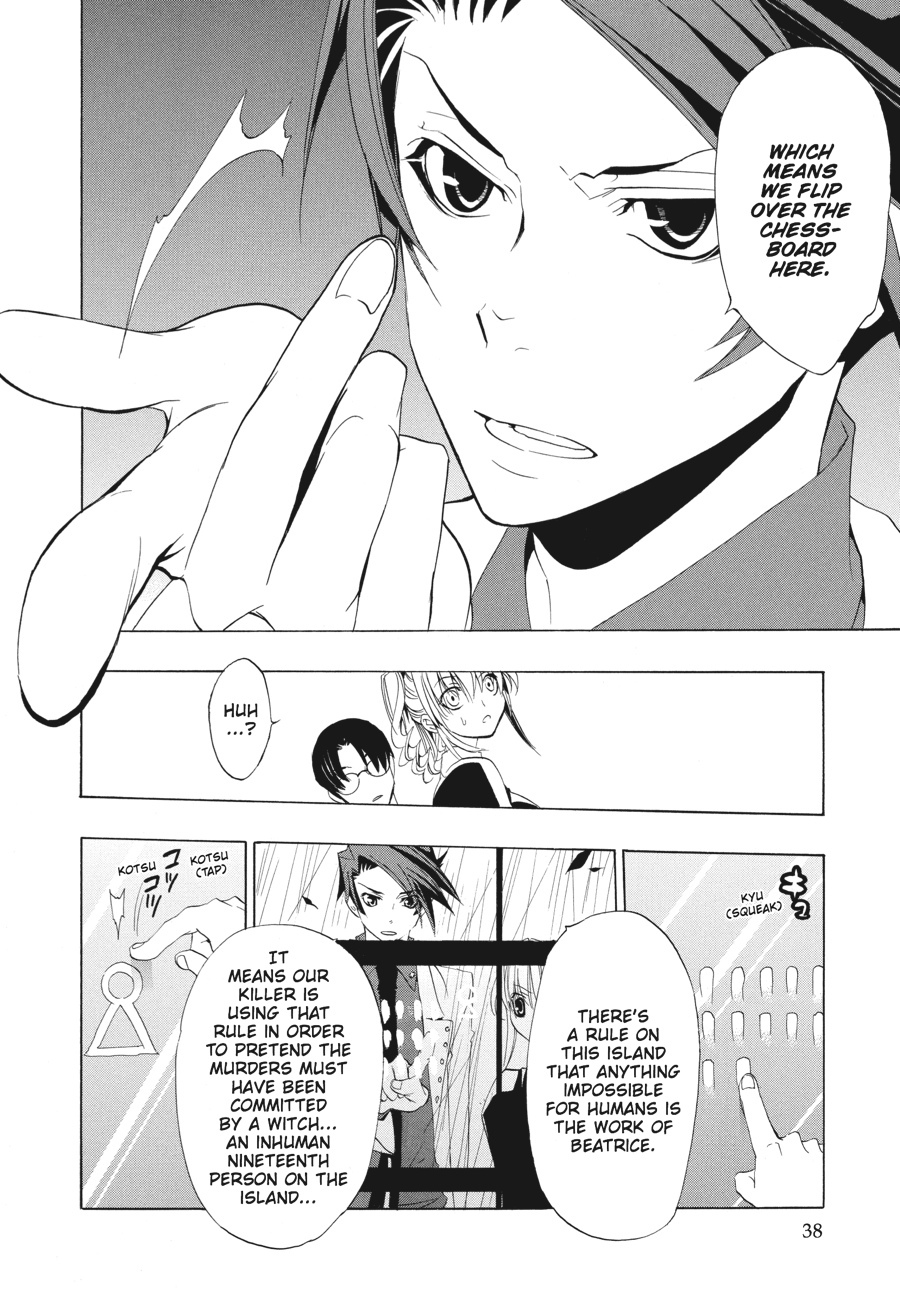 WHICH
MEANS
WE FLIP
OVER THE
CHESS-
BOARD
HERE.
HUH
...?
キュッ
KYU
(SQUEAK)
THERE'S
A RULE ON
THIS ISLAND
THAT ANYTHING
IMPOSSIBLE
FOR HUMANS IS
THE WORK OF
BEATRICE.
コツ
KOTSU
(TAP)
コツ
KOTSU
IT
MEANS OUR
KILLER IS
USING THAT
RULE IN ORDER
TO PRETEND THE
MURDERS MUST
HAVE BEEN
COMMITTED
BY A WITCH...
AN INHUMAN
NINETEENTH
PERSON ON THE
ISLAND...
38